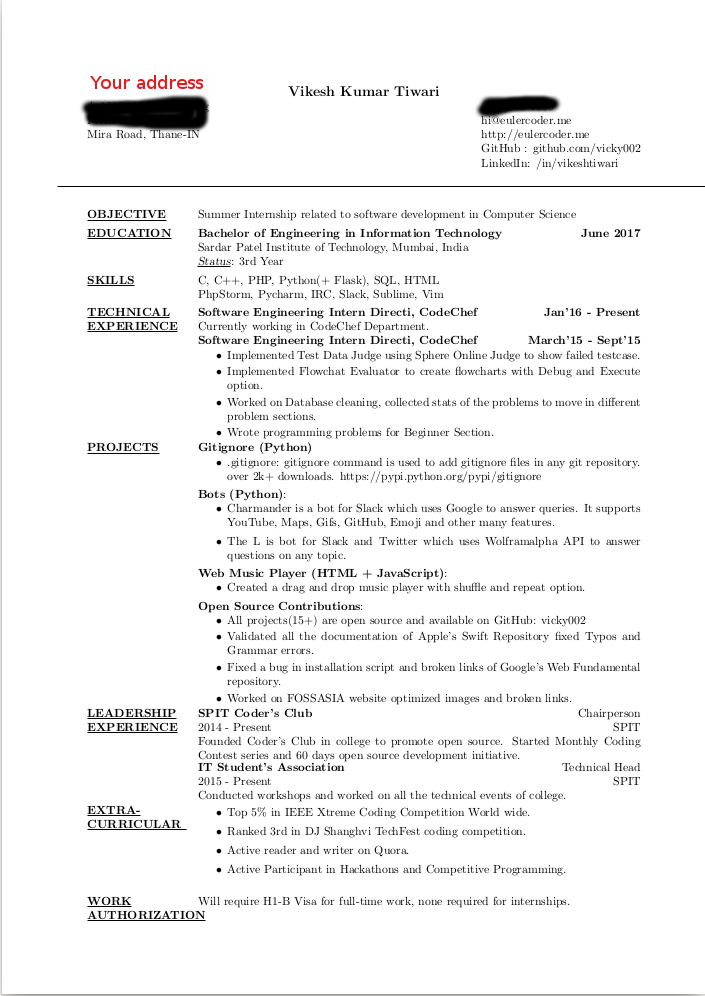 Your address
Vikesh Kumar Tiwari
Mira Road, Thane-IN
hi@eulercoder.me
http://eulercoder.me
GitHub : github.com/vicky002
LinkedIn: /in/vikeshtiwari
OBJECTIVE Summer Internship related to software development in Computer Science
EDUCATION Bachelor of Engineering in Information Technology June 2017
Sardar Patel Institute of Technology, Mumbai, India
Status: 3rd Year
SKILLS C, C++, PHP, Python(+ Flask), SQL, HTML
PhpStorm, Pycharm, IRC, Slack, Sublime, Vim
TECHNICAL Software Engineering Intern Directi, CodeChef Jan'16 - Present
EXPERIENCE Currently working in CodeChef Department.
Software Engineering Intern Directi, CodeChef March'15 - Sept'15
• Implemented Test Data Judge using Sphere Online Judge to show failed testcase.
• Implemented Flowchat Evaluator to create flowcharts with Debug and Execute
option.
• Worked on Database cleaning, collected stats of the problems to move in different
problem sections.
• Wrote programming problems for Beginner Section.
PROJECTS Gitignore (Python)
• .gitignore: gitignore command is used to add gitignore files in any git repository.
over 2k+ downloads. https://pypi.python.org/pypi/gitignore
Bots (Python):
• Charmander is a bot for Slack which uses Google to answer queries. It supports
YouTube, Maps, Gifs, GitHub, Emoji and other many features.
• The L is bot for Slack and Twitter which uses Wolframalpha API to answer
questions on any topic.
Web Music Player (HTML + JavaScript):
• Created a drag and drop music player with shuffle and repeat option.
Open Source Contributions:
• All projects(15+) are open source and available on GitHub: vicky002
• Validated all the documentation of Apple's Swift Repository fixed Typos and
Grammar errors.
• Fixed a bug in installation script and broken links of Google's Web Fundamental
repository.
• Worked on FOSSASIA website optimized images and broken links.
LEADERSHIP SPIT Coder's Club Chairperson
EXPERIENCE 2014 - Present SPIT
Founded Coder's Club in college to promote open source. Started Monthly Coding
Contest series and 60 days open source development initiative.
IT Student's Association Technical Head
2015 - Present SPIT
Conducted workshops and worked on all the technical events of college.
EXTRA- • Top 5% in IEEE Xtreme Coding Competition World wide.
CURRICULAR
• Ranked 3rd in DJ Shanghvi TechFest coding competition.
• Active reader and writer on Quora.
• Active Participant in Hackathons and Competitive Programming.
WORK Will require H1-B Visa for full-time work, none required for internships.
AUTHORIZATION